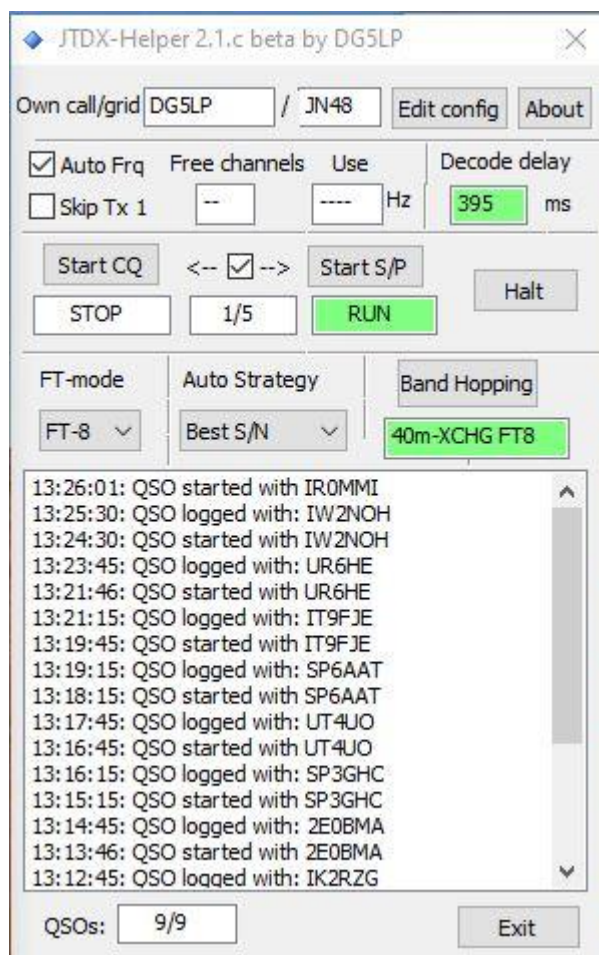 JTDX-Helper 2.1.c beta by DG5LP
Own call/grid DG5LP / JN48 Edit config About
Auto Frq Free channels Use Decode delay
Skip Tx 1 -- ---- Hz 395 ms
Start CQ <-- --> Start S/P Halt
STOP 1/5 RUN
FT-mode Auto Strategy Band Hopping
FT-8 Best S/N 40m-XCHG FT8
13:26:01: QSO started with IR0MMI
13:25:30: QSO logged with: IW2NOH
13:24:30: QSO started with IW2NOH
13:23:45: QSO logged with: UR6HE
13:21:46: QSO started with UR6HE
13:21:15: QSO logged with: IT9FJE
13:19:45: QSO started with IT9FJE
13:19:15: QSO logged with: SP6AAT
13:18:15: QSO started with SP6AAT
13:17:45: QSO logged with: UT4UO
13:16:45: QSO started with UT4UO
13:16:15: QSO logged with: SP3GHC
13:15:15: QSO started with SP3GHC
13:14:45: QSO logged with: 2E0BMA
13:13:46: QSO started with 2E0BMA
13:12:45: QSO logged with: IK2RZG
QSOs: 9/9 Exit